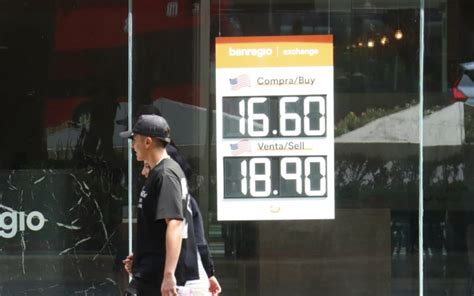 banregio | exchange
Compra/Buy
16.60
Venta/Sell
18.90
gio